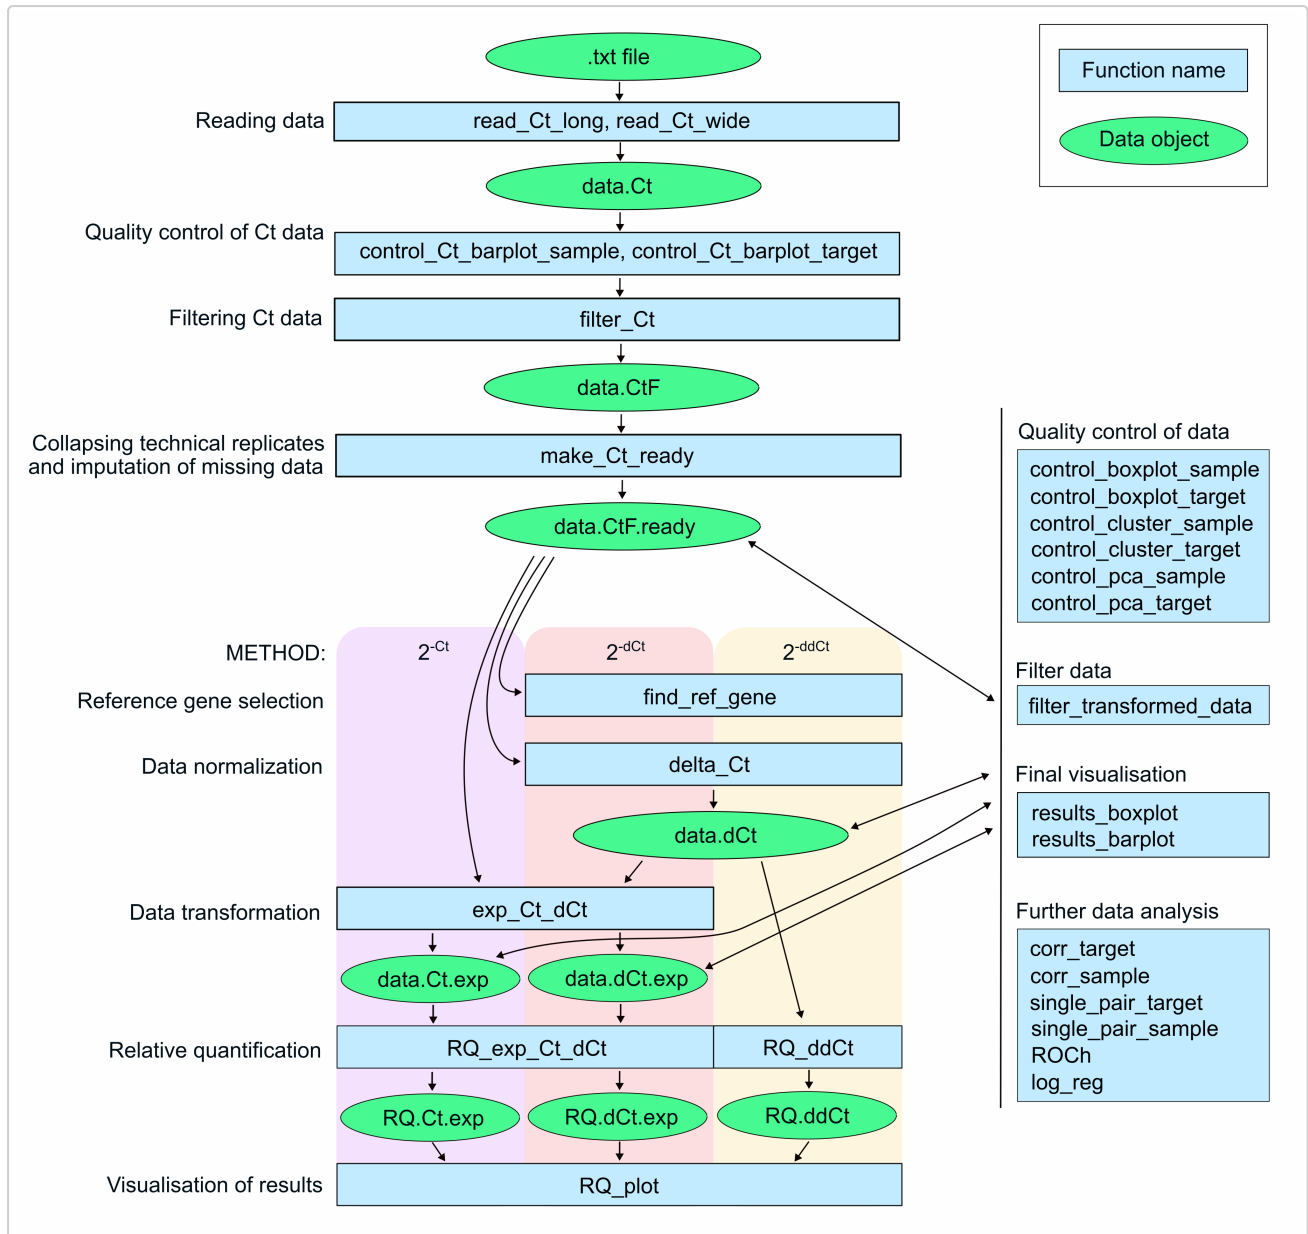 .txt file
Function name
Data object
Reading data
read_Ct_long, read_Ct_wide
data.Ct
Quality control of Ct data
control_Ct_barplot_sample, control_Ct_barplot_target
Filtering Ct data
filter_Ct
data.CtF
Collapsing technical replicates
and imputation of missing data
make_Ct_ready
data.CtF.ready
METHOD:
2-Ct
2-dCt
2-ddCt
Reference gene selection
find_ref_gene
Data normalization
delta_Ct
data.dCt
Data transformation
exp_Ct_dCt
data.Ct.exp
data.dCt.exp
Relative quantification
RQ_exp_Ct_dCt
RQ_ddCt
RQ.Ct.exp
RQ.dCt.exp
RQ.ddCt
Visualisation of results
RQ_plot
Quality control of data
control_boxplot_sample
control_boxplot_target
control_cluster_sample
control_cluster_target
control_pca_sample
control_pca_target
Filter data
filter_transformed_data
Final visualisation
results_boxplot
results_barplot
Further data analysis
corr_target
corr_sample
single_pair_target
single_pair_sample
ROCh
log_reg